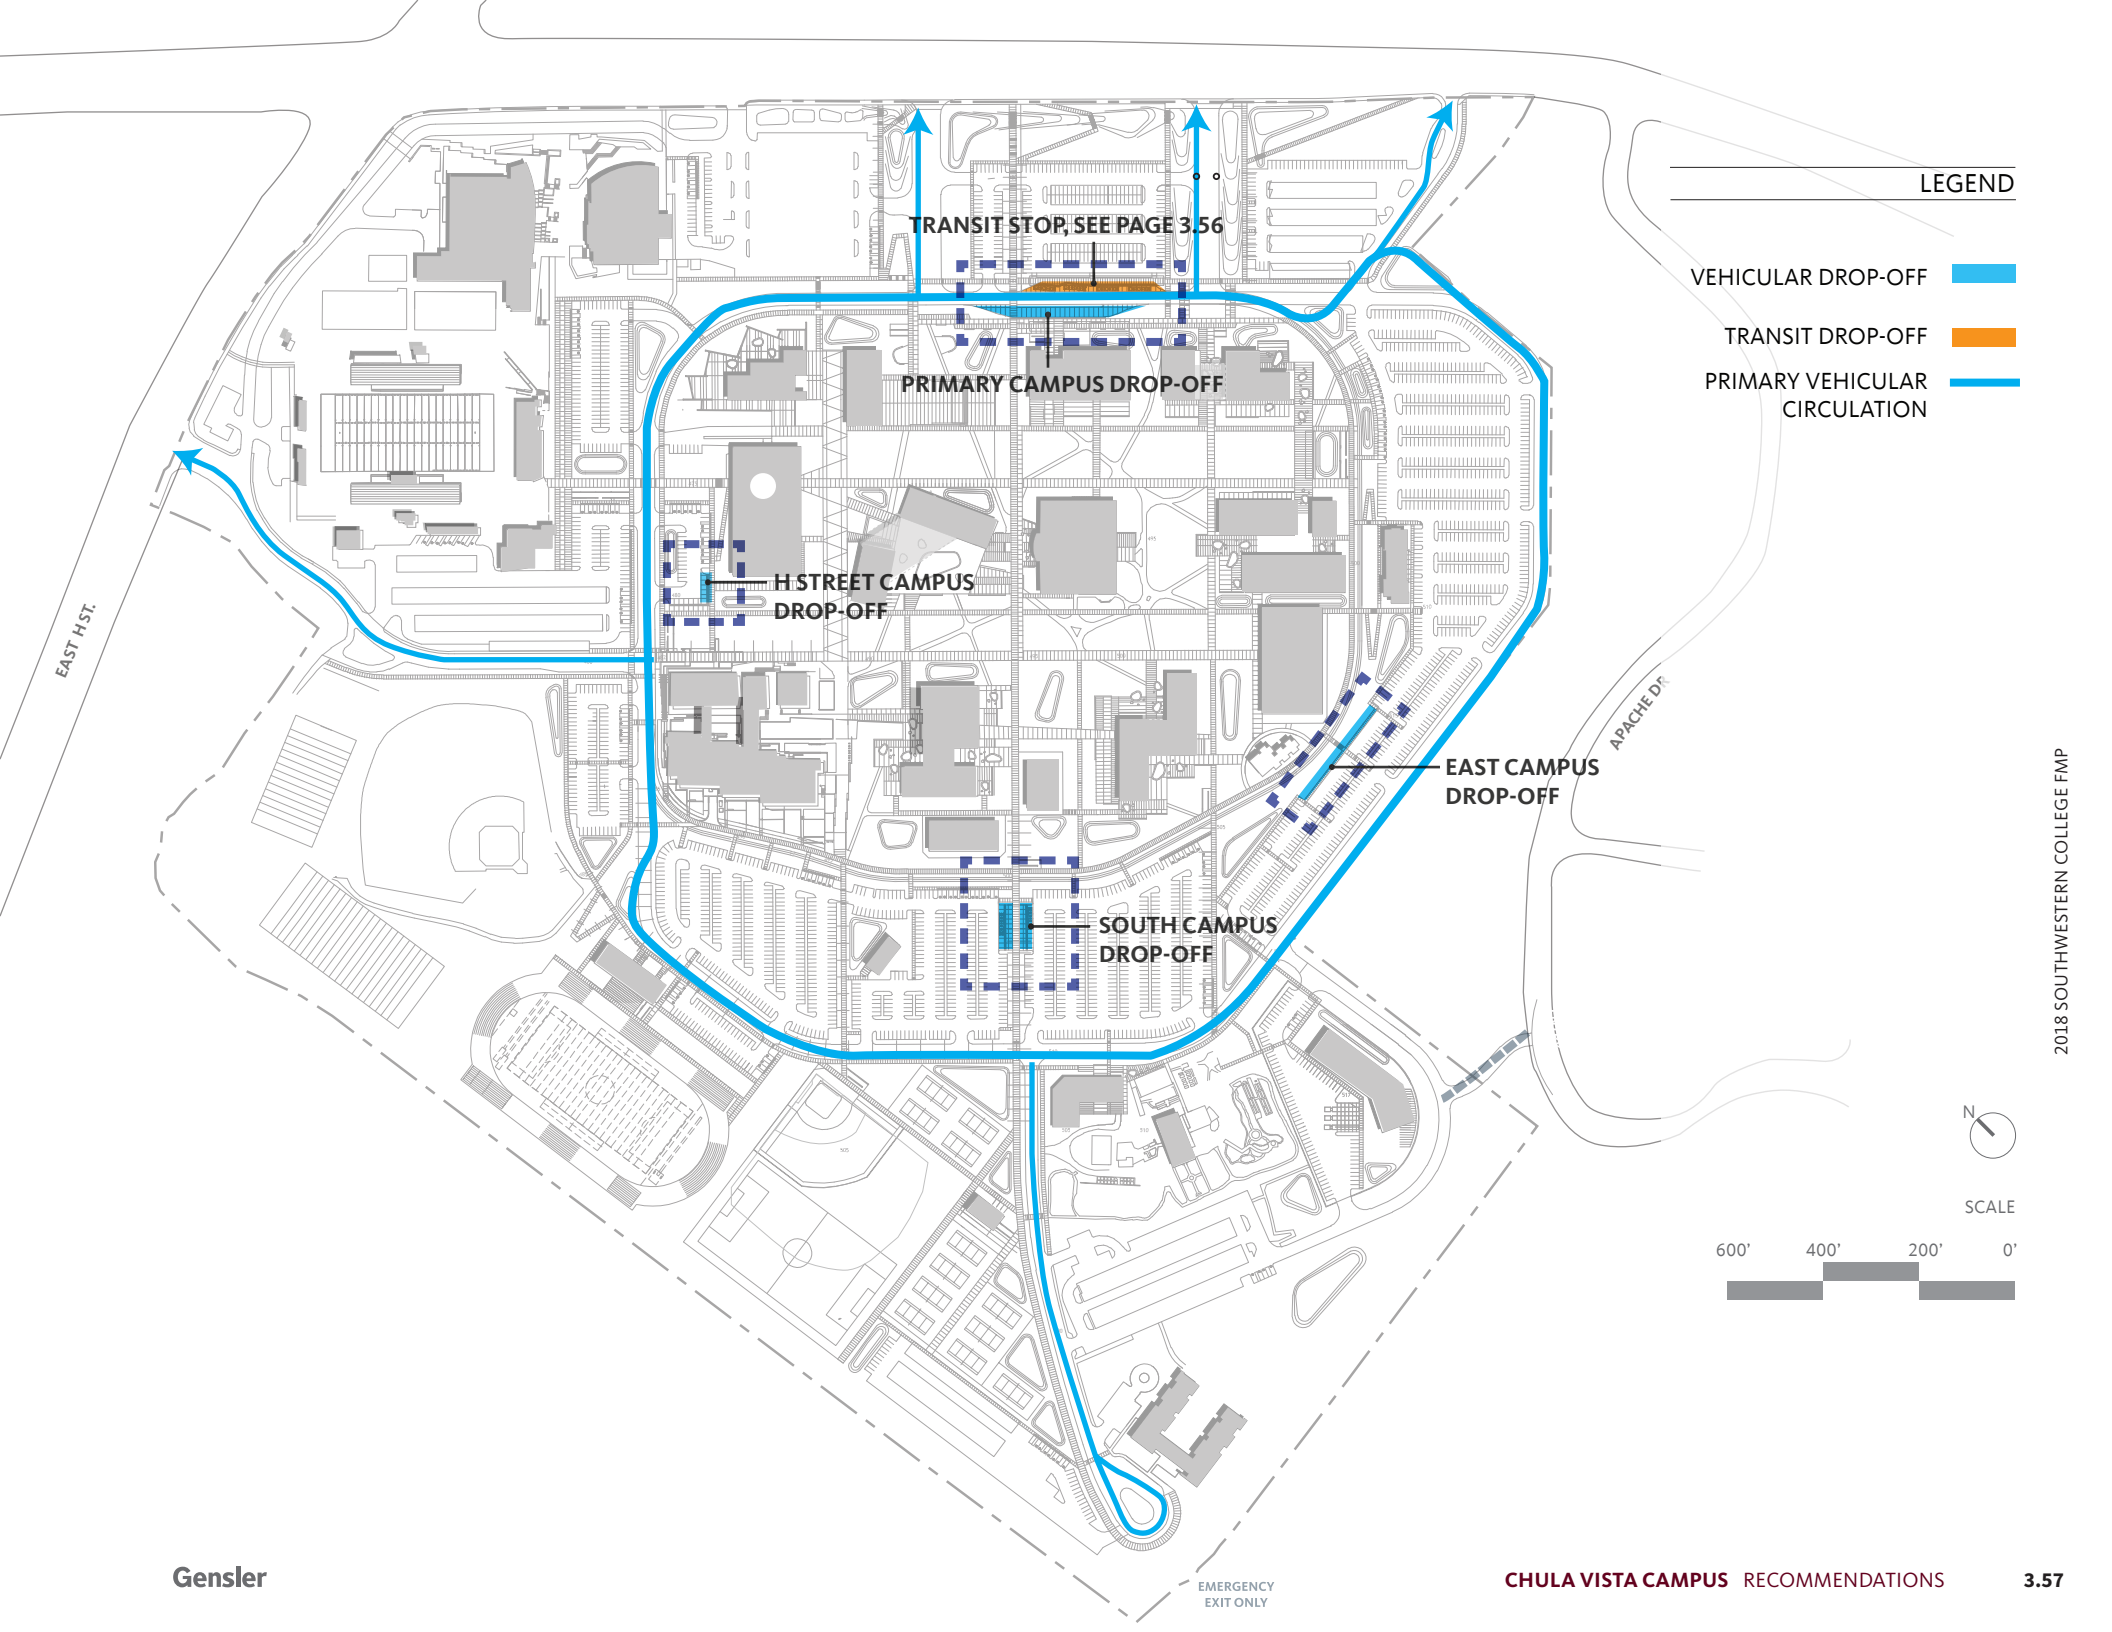 LEGEND
VEHICULAR DROP-OFF
TRANSIT DROP-OFF
PRIMARY VEHICULAR
CIRCULATION
TRANSIT STOP, SEE PAGE 3.56
PRIMARY CAMPUS DROP-OFF
H STREET CAMPUS
DROP-OFF
EAST H ST.
APACHE DR
EAST CAMPUS
DROP-OFF
SOUTH CAMPUS
DROP-OFF
2018 SOUTHWESTERN COLLEGE FMP
N
SCALE
600' 400' 200' 0'
EMERGENCY
EXIT ONLY
Gensler
CHULA VISTA CAMPUS RECOMMENDATIONS 3.57